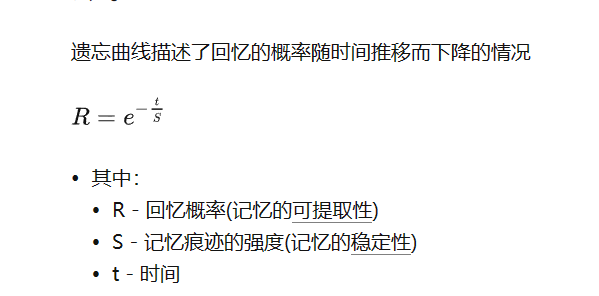 遗忘曲线描述了回忆的概率随时间推移而下降的情况
R = e^{-\frac{t}{S}}
• 其中：
• R - 回忆概率(记忆的可提取性)
• S - 记忆痕迹的强度(记忆的稳定性)
• t - 时间